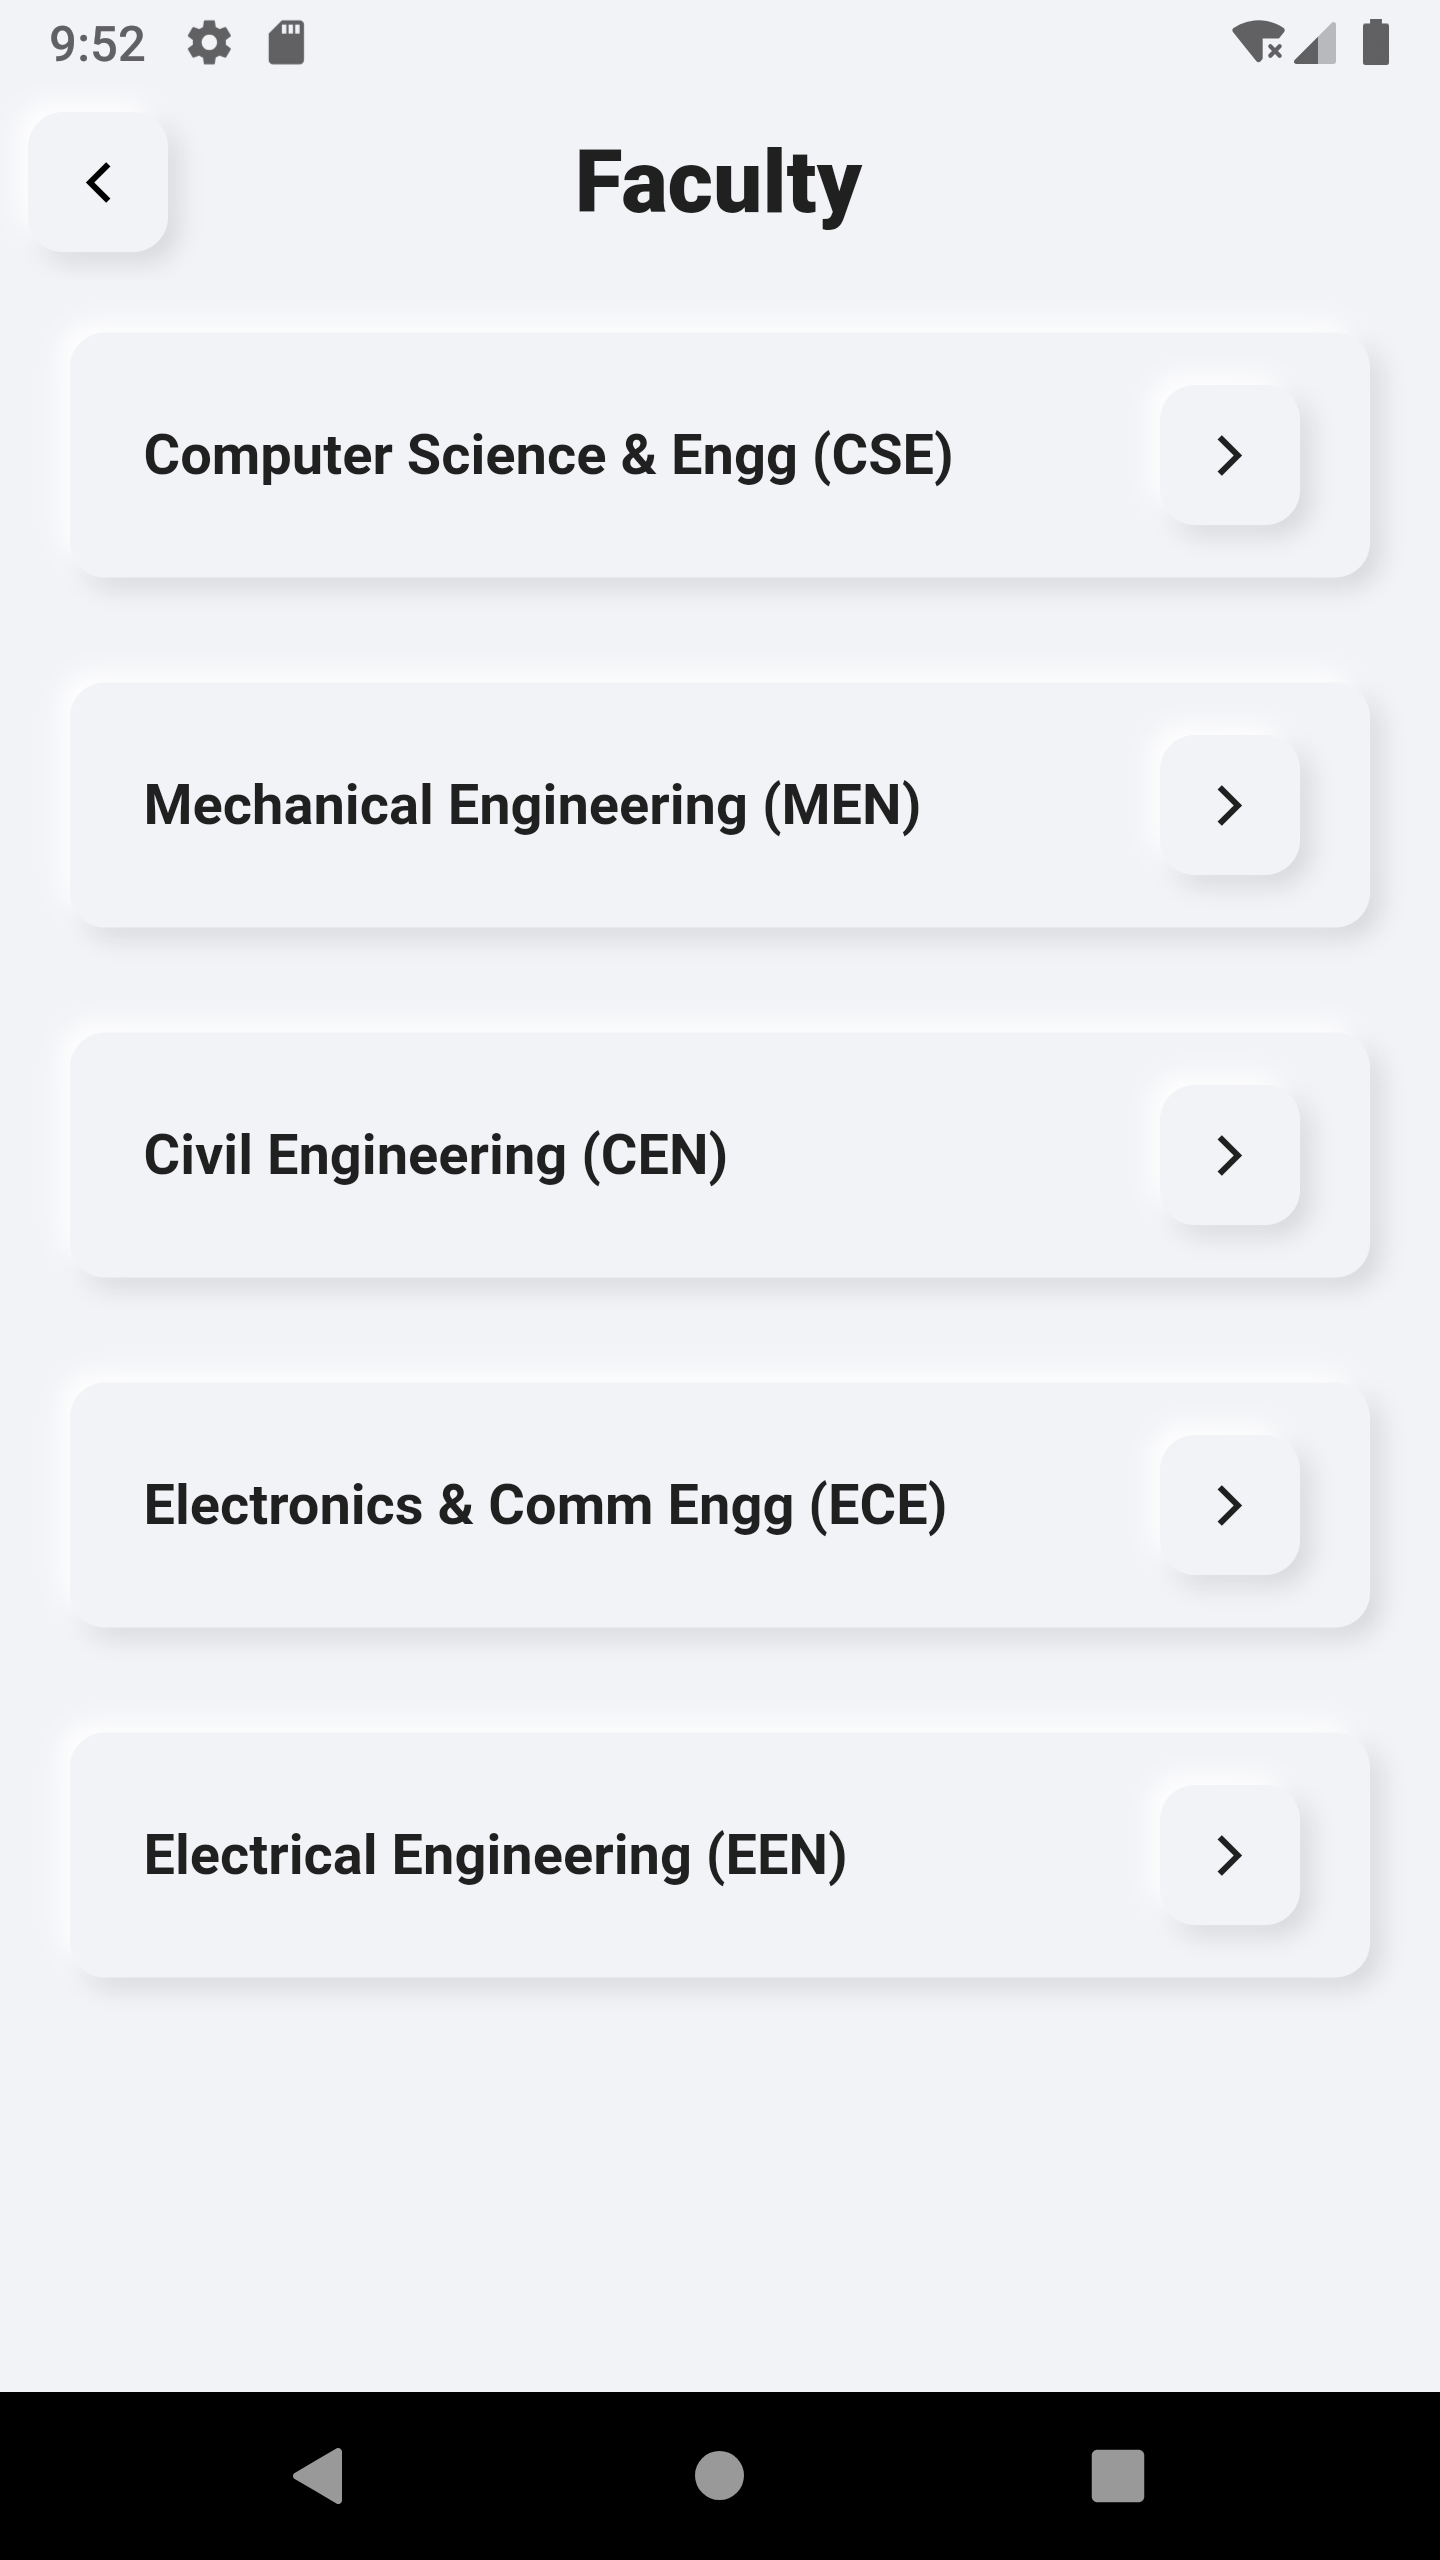 9:52
Faculty
Computer Science & Engg (CSE)
Mechanical Engineering (MEN)
Civil Engineering (CEN)
Electronics & Comm Engg (ECE)
Electrical Engineering (EEN)